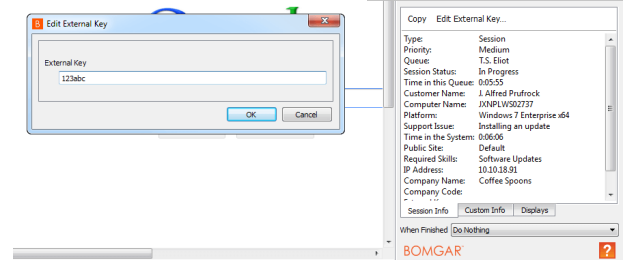 Edit External Key
External Key
123abc
OK Cancel
Copy Edit External Key...
Type: Session
Priority: Medium
Queue: T.S. Eliot
Session Status: In Progress
Time in this Queue: 0:05:55
Customer Name: J. Alfred Prufrock
Computer Name: JXNPLWS02737
Platform: Windows 7 Enterprise x64
Support Issue: Installing an update
Time in the System: 0:06:06
Public Site: Default
Required Skills: Software Updates
IP Address: 10.10.18.91
Company Name: Coffee Spoons
Company Code:
Session Info Custom Info Displays
When Finished Do Nothing
BOMGAR ?